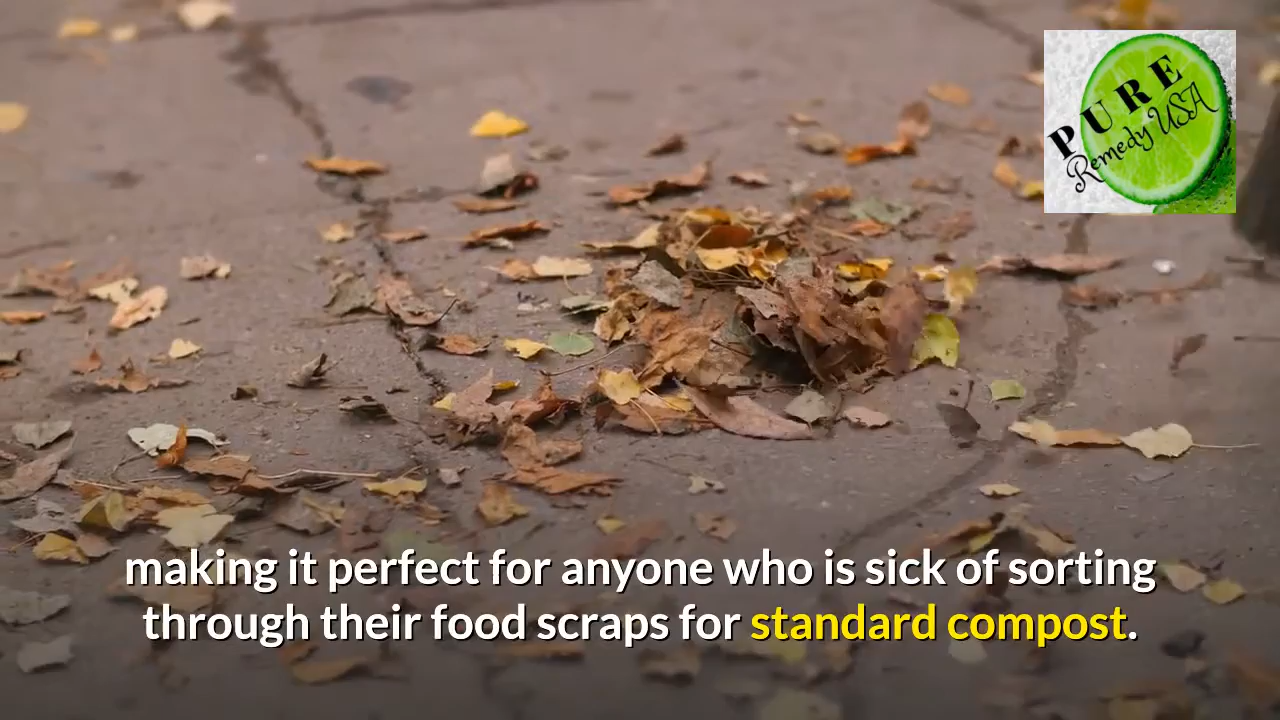 PURE
Remedy USA
making it perfect for anyone who is sick of sorting
through their food scraps for standard compost.